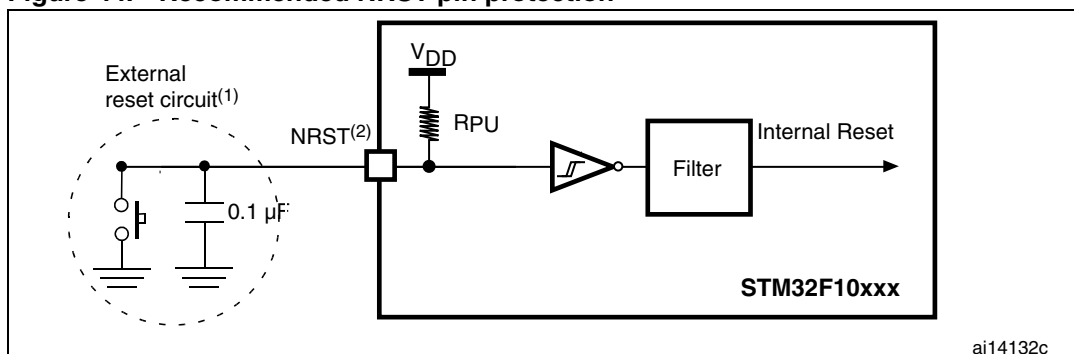 Figure Recommended NRST pin protection
VDD
External
reset circuit(1)
NRST(2)
RPU
Internal Reset
Filter
0.1 µF
STM32F10xxx
ai14132c